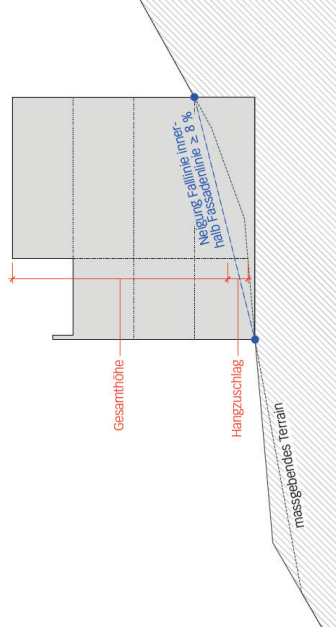 Neigung Falllinie inner-
halb Fassadenlinie ≥ 8 %
Gesamthöhe
Hangzuschlag
massgebendes Terrain